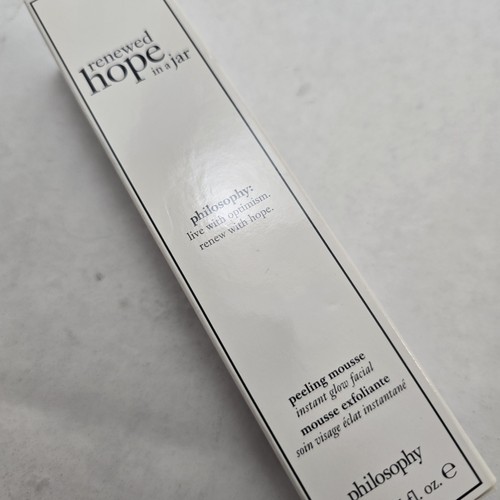 renewed
hope
in a jar
philosophy:
live with optimism.
renew with hope.
peeling mousse
instant glow facial
mousse exfoliante
soin visage éclat instantané
philosophy
fl. oz. e